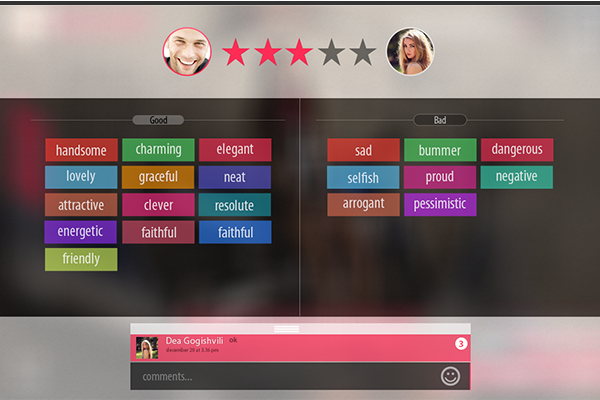 Good
Bad
handsome charming elegant
lovely graceful neat
attractive clever resolute
energetic faithful faithful
friendly
sad bummer dangerous
selfish proud negative
arrogant pessimistic
Dea Gogishvili ok
december 20 at 3.36 pm
3
comments...